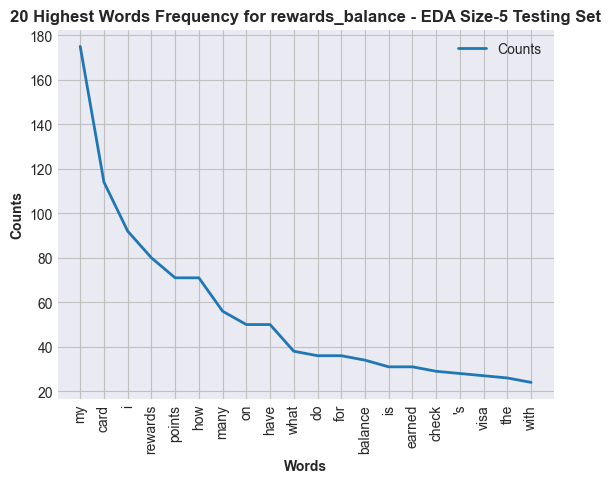 20 Highest Words Frequency for rewards_balance - EDA Size-5 Testing Set
Counts
180
160
140
120
100
80
60
40
20
Counts
my
card
i
rewards
points
how
many
on
have
what
do
for
balance
is
earned
check
's
visa
the
with
Words